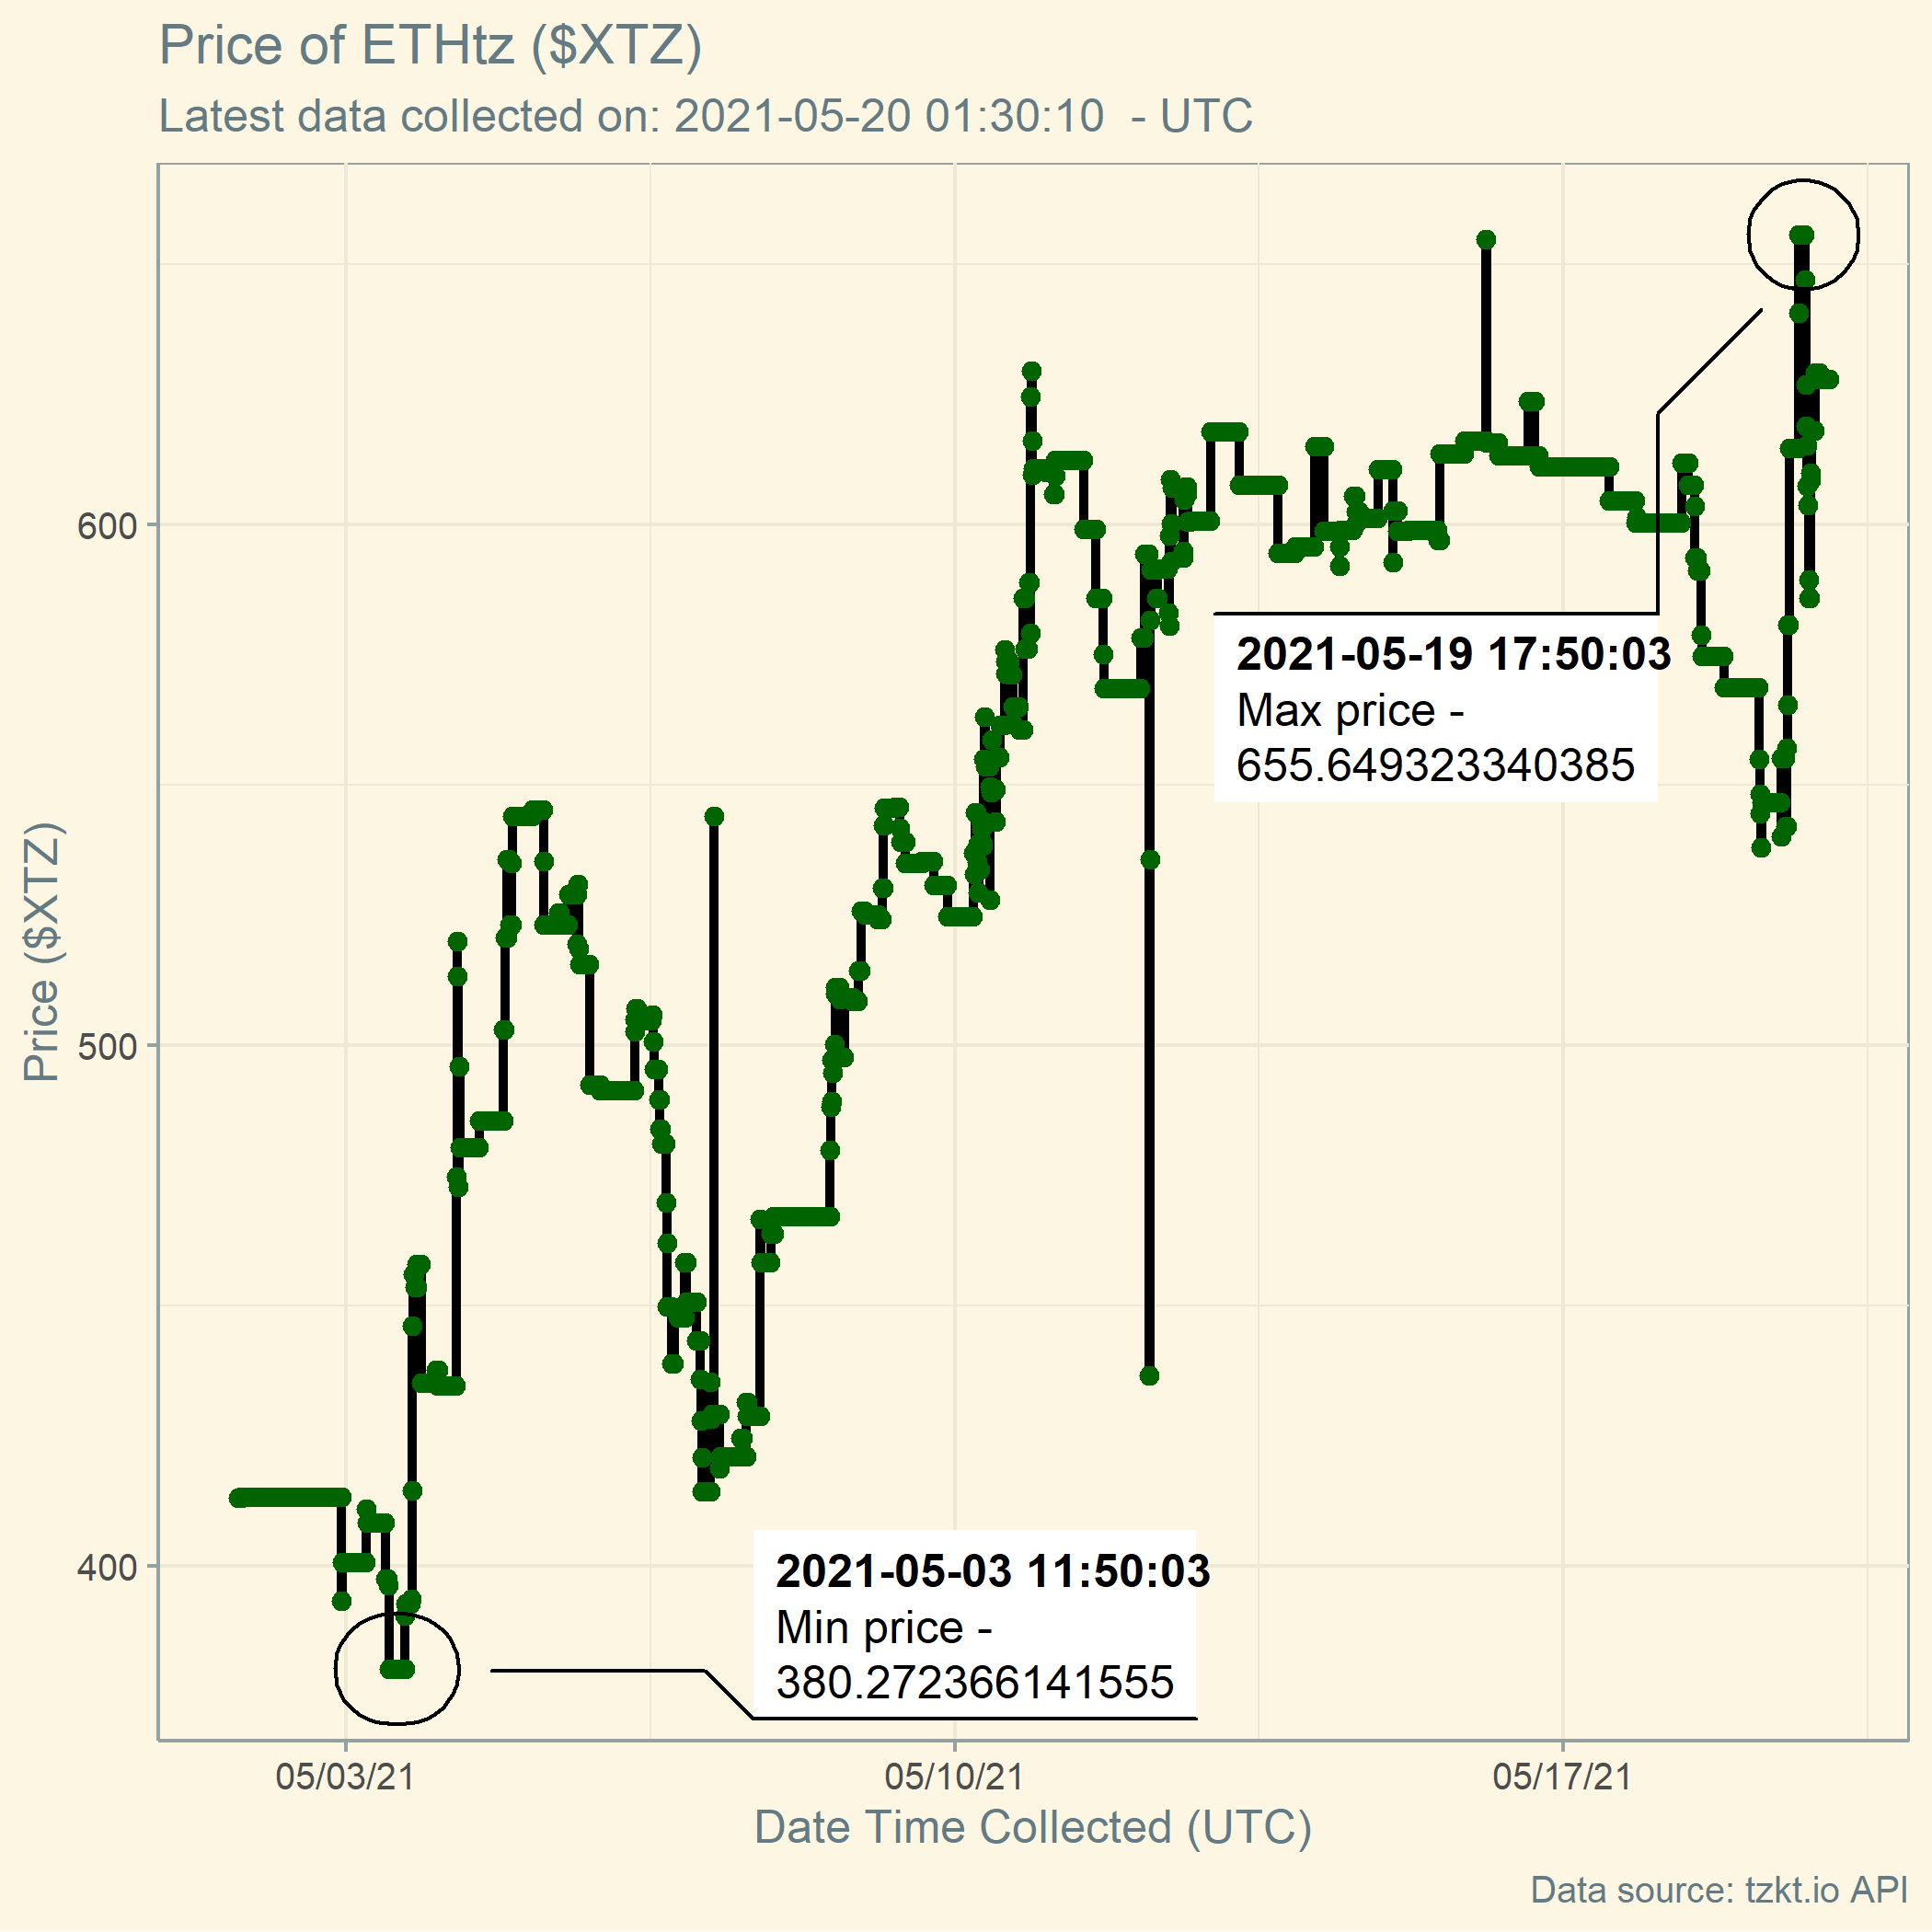 Price of ETHtz ($XTZ)
Latest data collected on: 2021-05-20 01:30:10  - UTC
Price ($XTZ)
600
500
400
2021-05-19 17:50:03
Max price -
655.649323340385
2021-05-03 11:50:03
Min price -
380.272366141555
05/03/21
05/10/21
05/17/21
Date Time Collected (UTC)
Data source: tzkt.io API